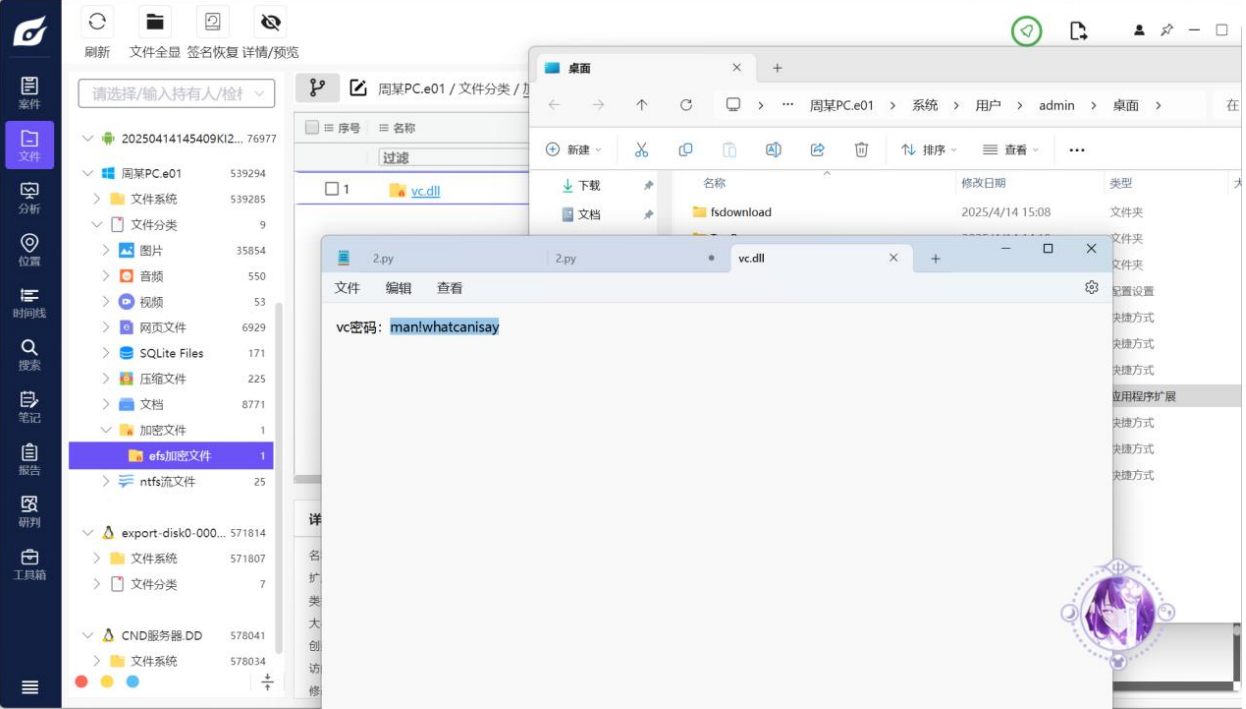 刷新 文件全显 签名恢复 详情/预览
案件
文件
分析
位置
时间线
搜索
笔记
报告
研判
工具箱
请选择/输入持有人/检材
20250414145409KI2... 76977
周某PC.e01 539294
文件系统 539285
文件分类 9
图片 35854
音频 550
视频 53
网页文件 6929
SQLite Files 171
压缩文件 225
文档 8771
加密文件 1
efs加密文件 1
ntfs流文件 25
export-disk0-000... 571814
文件系统 571807
文件分类 7
CND服务器.DD 578041
文件系统 578034
周某PC.e01 / 文件分类 /
序号 名称
过滤
1 vc.dll
桌面
周某PC.e01 > 系统 > 用户 > admin > 桌面 >
在
新建 排序 查看 ...
下载
文档
名称 修改日期 类型
fsdownload 2025/4/14 15:08 文件夹
文件夹
文件夹
配置设置
快捷方式
快捷方式
快捷方式
应用程序扩展
快捷方式
快捷方式
快捷方式
2.py 2.py vc.dll
文件 编辑 查看
vc密码：man!whatcanisay
详
名
扩
类
大
创
访
修